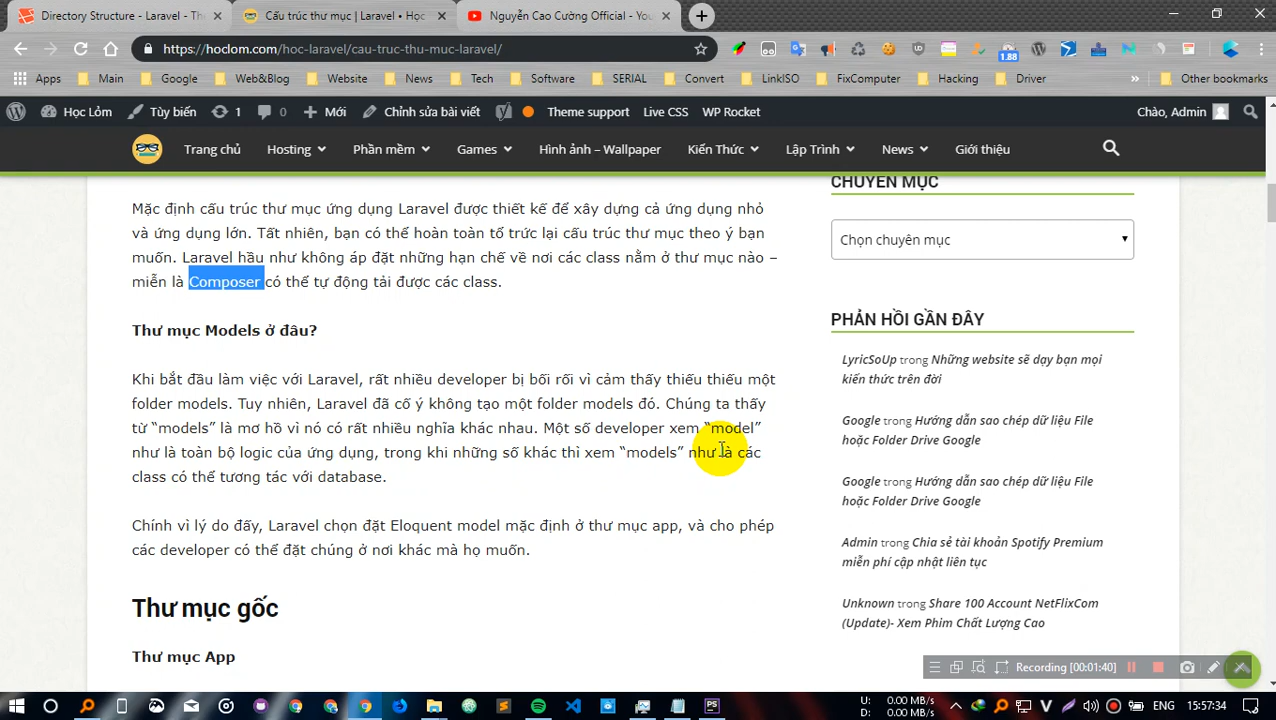 Directory Structure - Laravel - The
Cấu trúc thư mục | Laravel • Học
Nguyễn Cao Cường Official - You
https://hoclom.com/hoc-laravel/cau-truc-thu-muc-laravel/
1.88
Apps Main Google Web&Blog Website News Tech Software SERIAL Convert LinkISO FixComputer Hacking Driver Other bookmarks
Học Lỏm Tùy biến 1 0 Mới Chỉnh sửa bài viết Theme support Live CSS WP Rocket Chào, Admin
Trang chủ Hosting Phần mềm Games Hình ảnh – Wallpaper Kiến Thức Lập Trình News Giới thiệu
Mặc định cấu trúc thư mục ứng dụng Laravel được thiết kế để xây dựng cả ứng dụng nhỏ
và ứng dụng lớn. Tất nhiên, bạn có thể hoàn toàn tổ trức lại cấu trúc thư mục theo ý bạn
muốn. Laravel hầu như không áp đặt những hạn chế về nơi các class nằm ở thư mục nào –
miễn là Composer có thể tự động tải được các class.
Thư mục Models ở đâu?
Khi bắt đầu làm việc với Laravel, rất nhiều developer bị bối rối vì cảm thấy thiếu thiếu một
folder models. Tuy nhiên, Laravel đã cố ý không tạo một folder models đó. Chúng ta thấy
từ “models” là mơ hồ vì nó có rất nhiều nghĩa khác nhau. Một số developer xem “model”
như là toàn bộ logic của ứng dụng, trong khi những số khác thì xem “models” như là các
class có thể tương tác với database.
Chính vì lý do đấy, Laravel chọn đặt Eloquent model mặc định ở thư mục app, và cho phép
các developer có thể đặt chúng ở nơi khác mà họ muốn.
Thư mục gốc
Thư mục App
CHUYÊN MỤC
Chọn chuyên mục
PHẢN HỒI GẦN ĐÂY
LyricSoUp trong Những website sẽ dạy bạn mọi
kiến thức trên đời
Google trong Hướng dẫn sao chép dữ liệu File
hoặc Folder Drive Google
Google trong Hướng dẫn sao chép dữ liệu File
hoặc Folder Drive Google
Admin trong Chia sẻ tài khoản Spotify Premium
miễn phí cập nhật liên tục
Unknown trong Share 100 Account NetFlixCom
(Update)- Xem Phim Chất Lượng Cao
Recording [00:01:40]
U: 0.00 MB/s
D: 0.00 MB/s
ENG 15:57:34